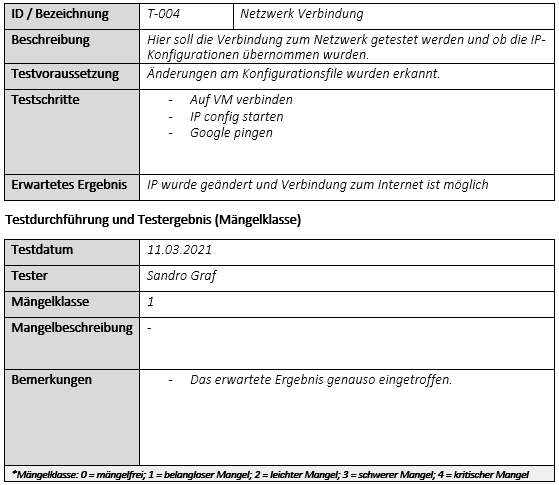 ID / Bezeichnung T-004 Netzwerk Verbindung
Beschreibung Hier soll die Verbindung zum Netzwerk getestet werden und ob die IP-
Konfigurationen übernommen wurden.
Testvoraussetzung Änderungen am Konfigurationsfile wurden erkannt.
Testschritte - Auf VM verbinden
- IP config starten
- Google pingen
Erwartetes Ergebnis IP wurde geändert und Verbindung zum Internet ist möglich
Testdurchführung und Testergebnis (Mängelklasse)
Testdatum 11.03.2021
Tester Sandro Graf
Mängelklasse 1
Mangelbeschreibung -
Bemerkungen - Das erwartete Ergebnis genauso eingetroffen.
*Mängelklasse: 0 = mängelfrei; 1 = belangloser Mangel; 2 = leichter Mangel; 3 = schwerer Mangel; 4 = kritischer Mangel